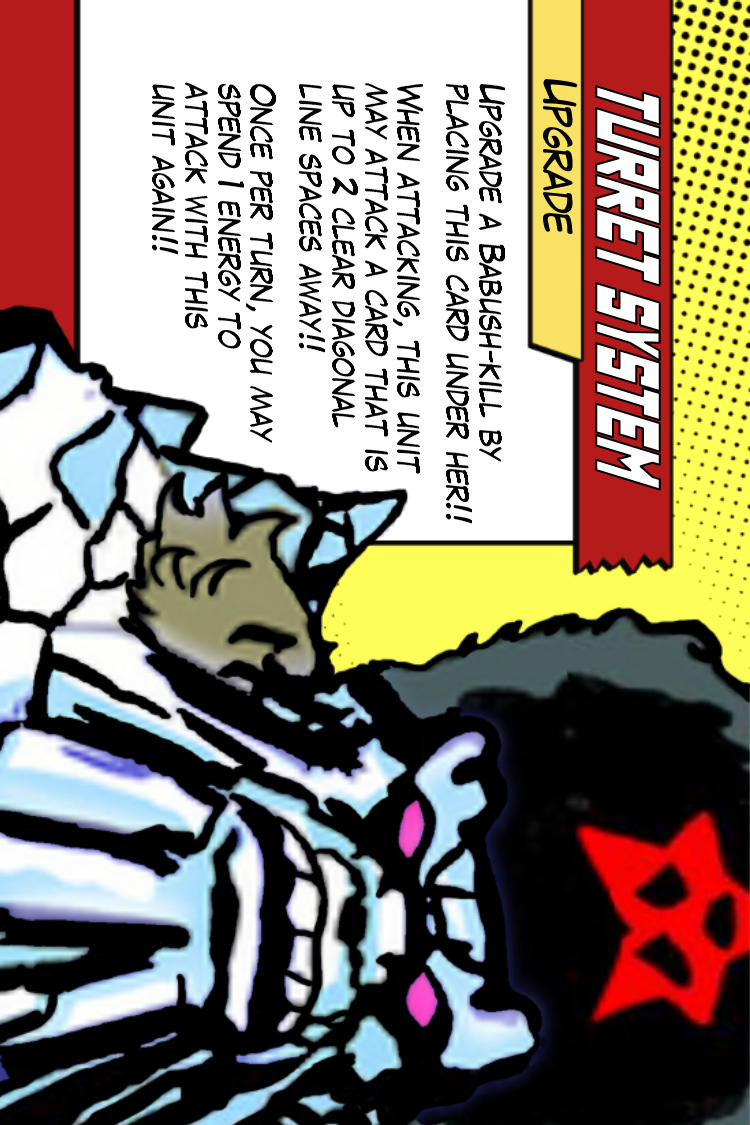 TURRET SYSTEM
UPGRADE
UPGRADE A BABUSH-KILL BY
PLACING THIS CARD UNDER HER!!
WHEN ATTACKING, THIS UNIT
MAY ATTACK A CARD THAT IS
UP TO 2 CLEAR DIAGONAL
LINE SPACES AWAY!!
ONCE PER TURN, YOU MAY
SPEND 1 ENERGY TO
ATTACK WITH THIS
UNIT AGAIN!!